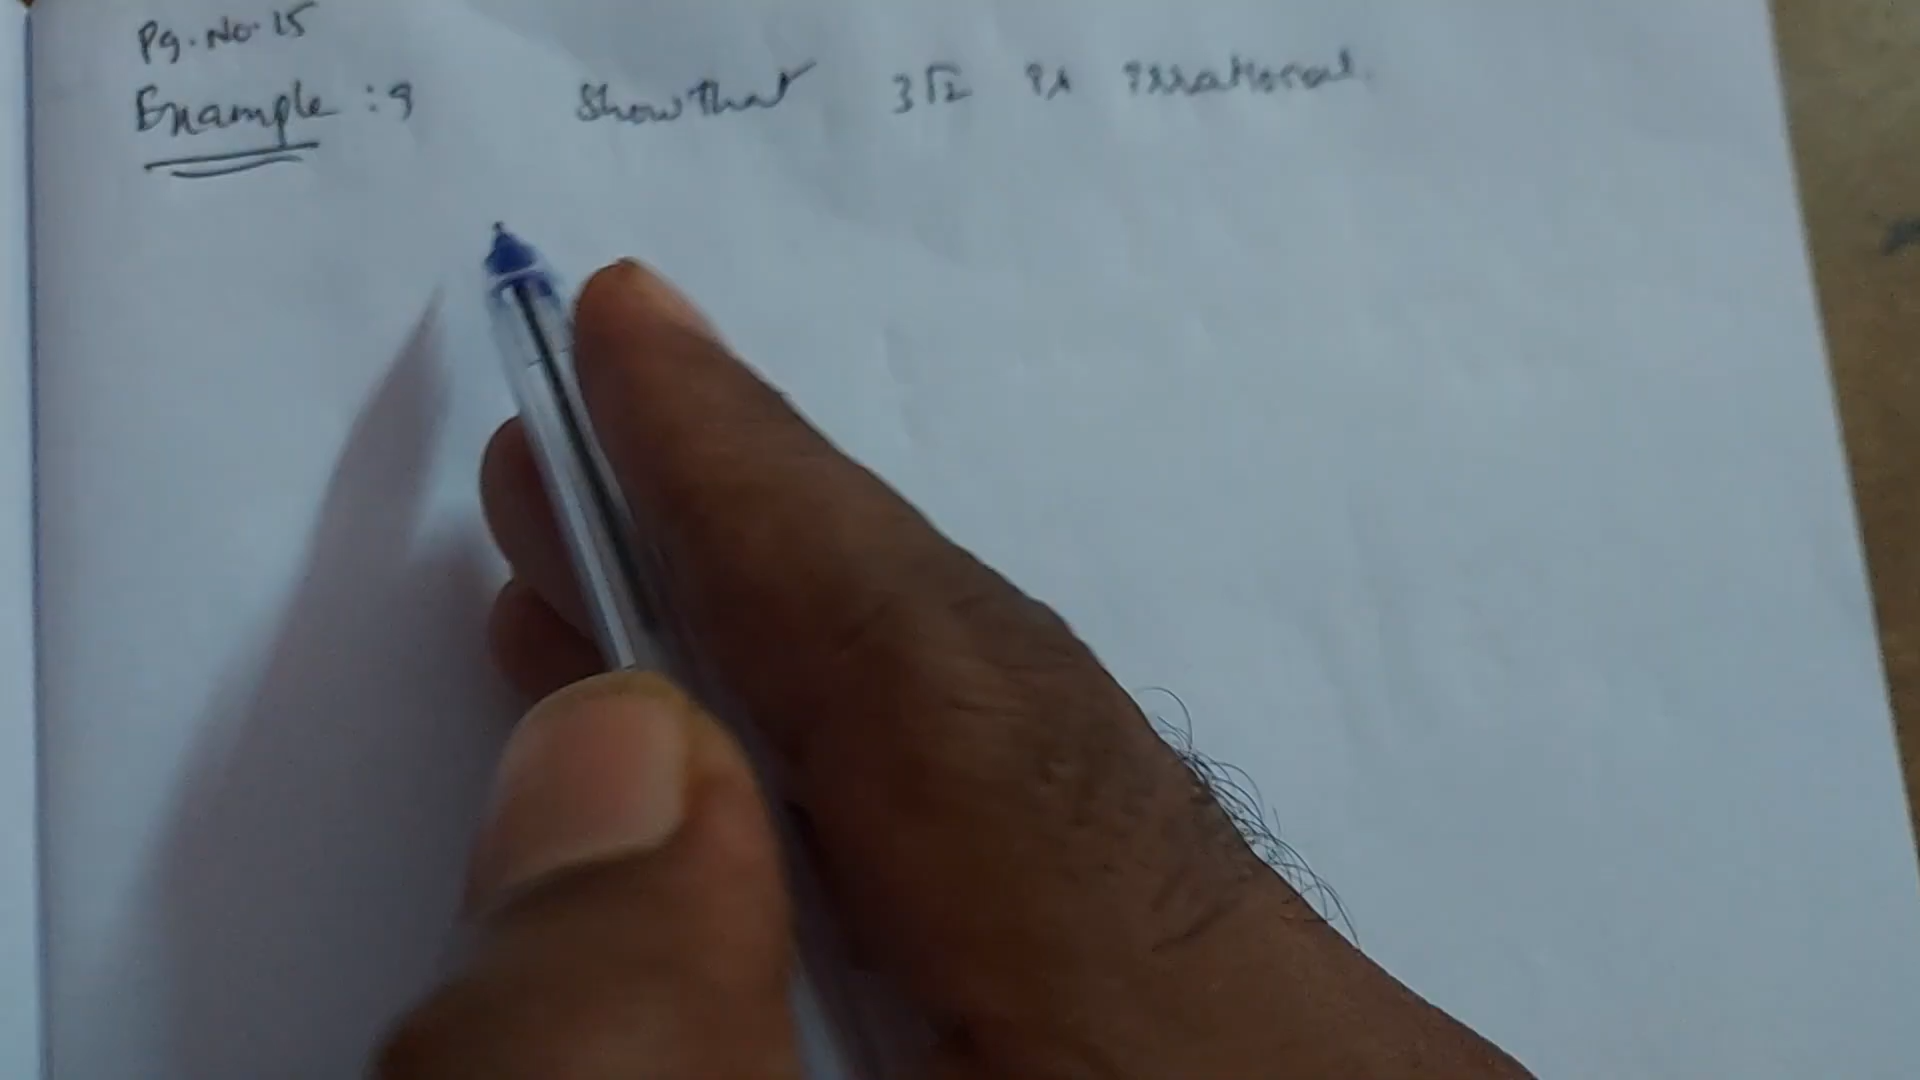 Pg. No. 15
Example : 9 Show that 3√2 is irrational.